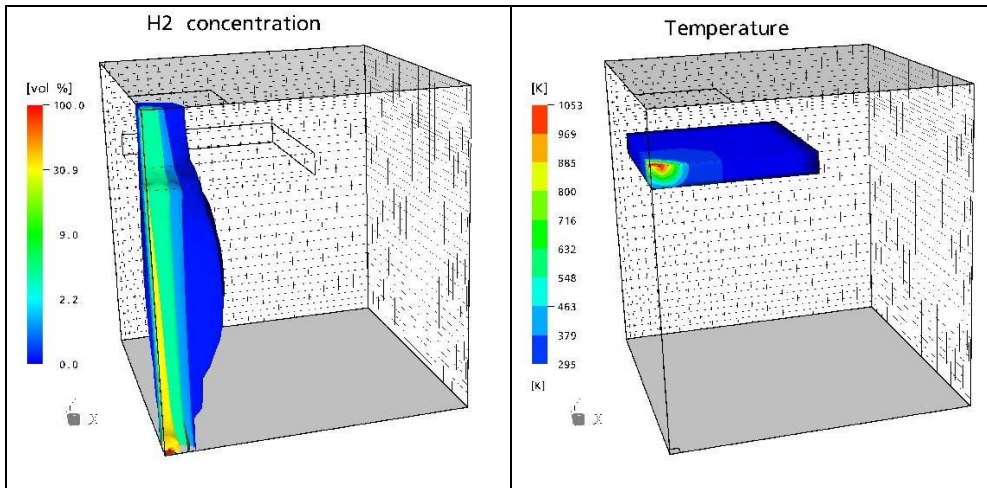 H2 concentration
[vol %]
100.0
30.9
9.0
2.2
0.0
X
Temperature
[K]
1053
969
885
800
716
632
548
463
379
295
[K]
X